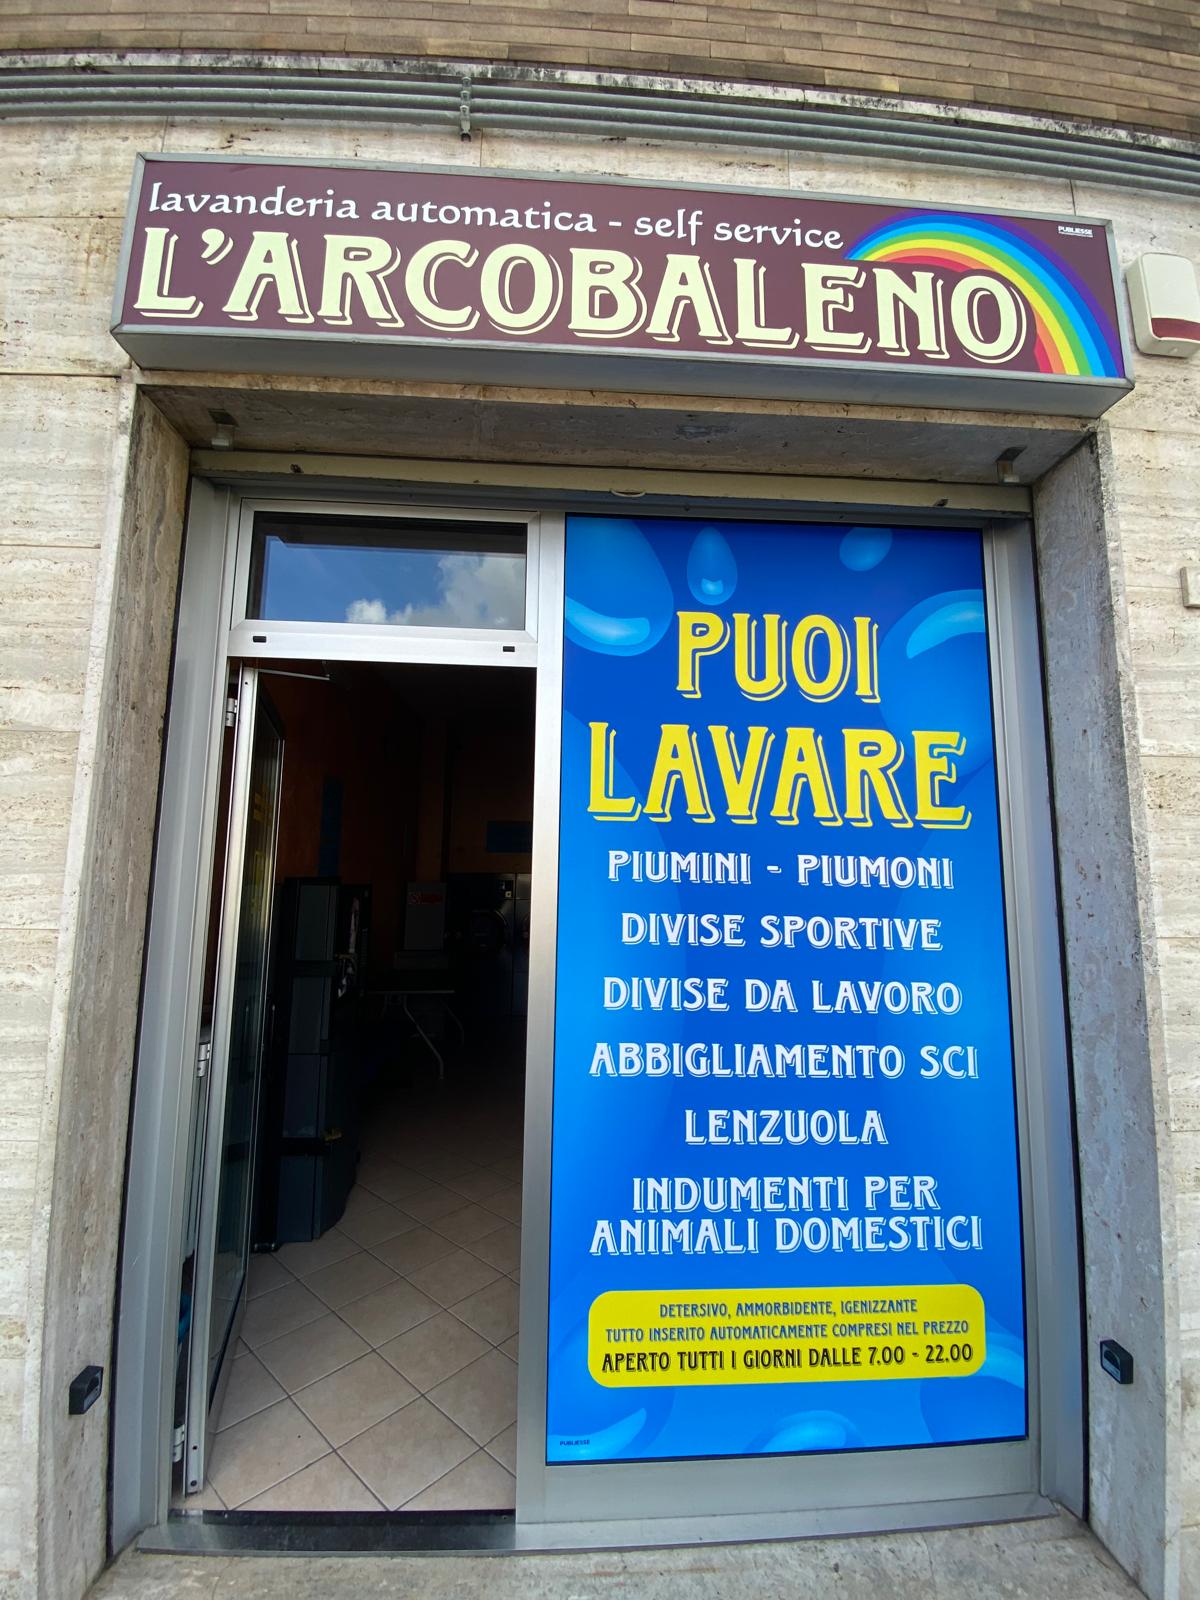 lavanderia automatica - self service
PUBLIESSE
L'ARCOBALENO
PUOI
LAVARE
PIUMINI - PIUMONI
DIVISE SPORTIVE
DIVISE DA LAVORO
ABBIGLIAMENTO SCI
LENZUOLA
INDUMENTI PER
ANIMALI DOMESTICI
DETERSIVO, AMMORBIDENTE, IGENIZZANTE
TUTTO INSERITO AUTOMATICAMENTE COMPRESI NEL PREZZO
APERTO TUTTI I GIORNI DALLE 7.00 - 22.00
PUBLIESSE